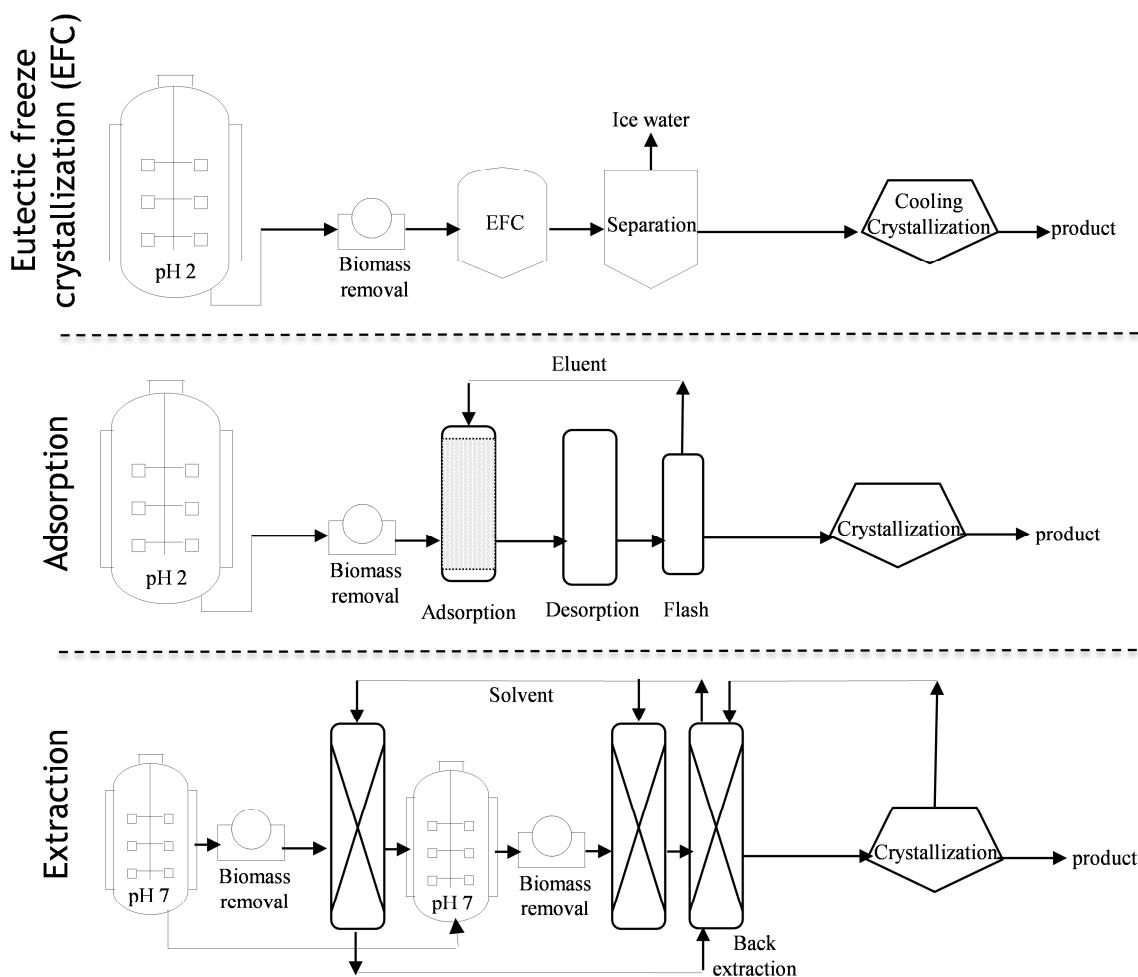 Eutectic freeze
crystallization (EFC)
pH 2
Biomass
removal
EFC
Ice water
Separation
Cooling
Crystallization
product
Adsorption
pH 2
Biomass
removal
Eluent
Adsorption
Desorption
Flash
Crystallization
product
Extraction
pH 7
Biomass
removal
Solvent
pH 7
Biomass
removal
Back
extraction
Crystallization
product